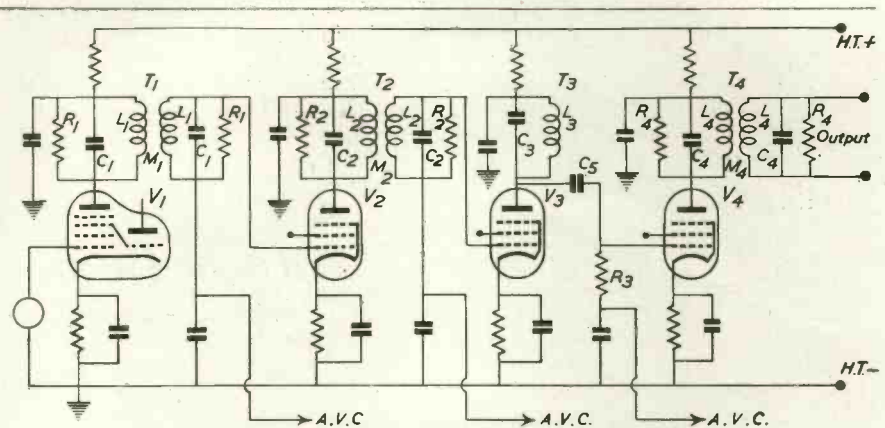 H.T.+
T1 T2 T3 T4
R1 L1 L1 R1 R2 L2 L2 R2 L3 R4 L4 L4 R4
Output
C1 M1 C1 C2 M2 C2 C3 C4 M4 C4
C5
V1 V2 V3 V4
R3
H.T.-
A.V.C A.V.C. A.V.C.